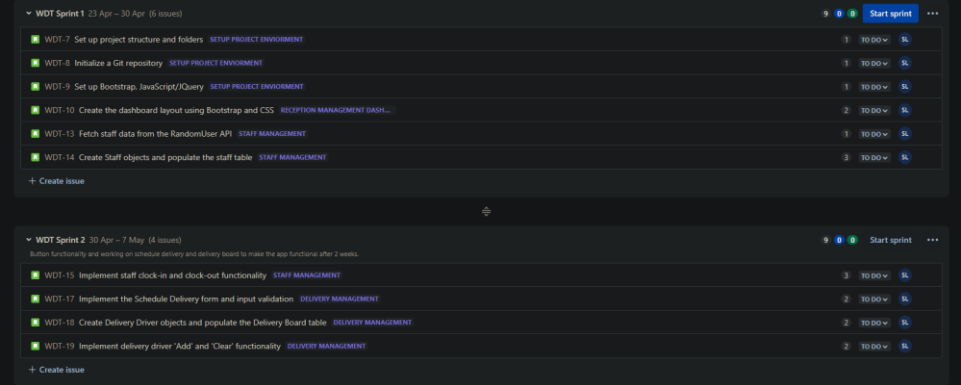 WDT Sprint 1 23 Apr – 30 Apr (6 issues) 9 0 0 Start sprint
WDT-7 Set up project structure and folders SETUP PROJECT ENVIORMENT 1 TO DO SL
WDT-8 Initialize a Git repository SETUP PROJECT ENVIORMENT 1 TO DO SL
WDT-9 Set up Bootstrap, JavaScript/JQuery SETUP PROJECT ENVIORMENT 1 TO DO SL
WDT-10 Create the dashboard layout using Bootstrap and CSS RECEPTION MANAGEMENT DASH... 2 TO DO SL
WDT-13 Fetch staff data from the RandomUser API STAFF MANAGEMENT 1 TO DO SL
WDT-14 Create Staff objects and populate the staff table STAFF MANAGEMENT 3 TO DO SL
+ Create issue
WDT Sprint 2 30 Apr – 7 May (4 issues) 9 0 0 Start sprint
Button functionality and working on schedule delivery and delivery board to make the app functional after 2 weeks.
WDT-15 Implement staff clock-in and clock-out functionality STAFF MANAGEMENT 3 TO DO SL
WDT-17 Implement the Schedule Delivery form and input validation DELIVERY MANAGEMENT 2 TO DO SL
WDT-18 Create Delivery Driver objects and populate the Delivery Board table DELIVERY MANAGEMENT 2 TO DO SL
WDT-19 Implement delivery driver 'Add' and 'Clear' functionality DELIVERY MANAGEMENT 2 TO DO SL
+ Create issue